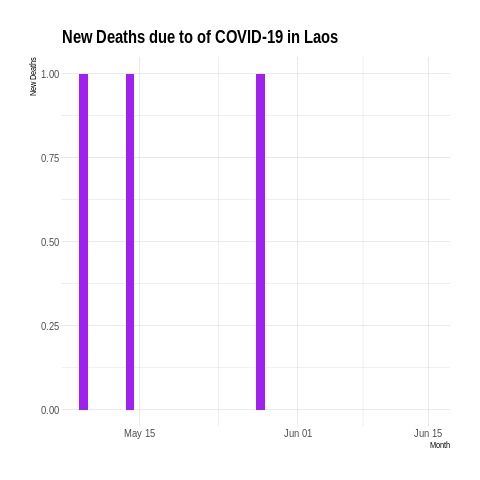 New Deaths due to of COVID-19 in Laos
New Deaths
1.00
0.75
0.50
0.25
0.00
May 15
Jun 01
Jun 15
Month